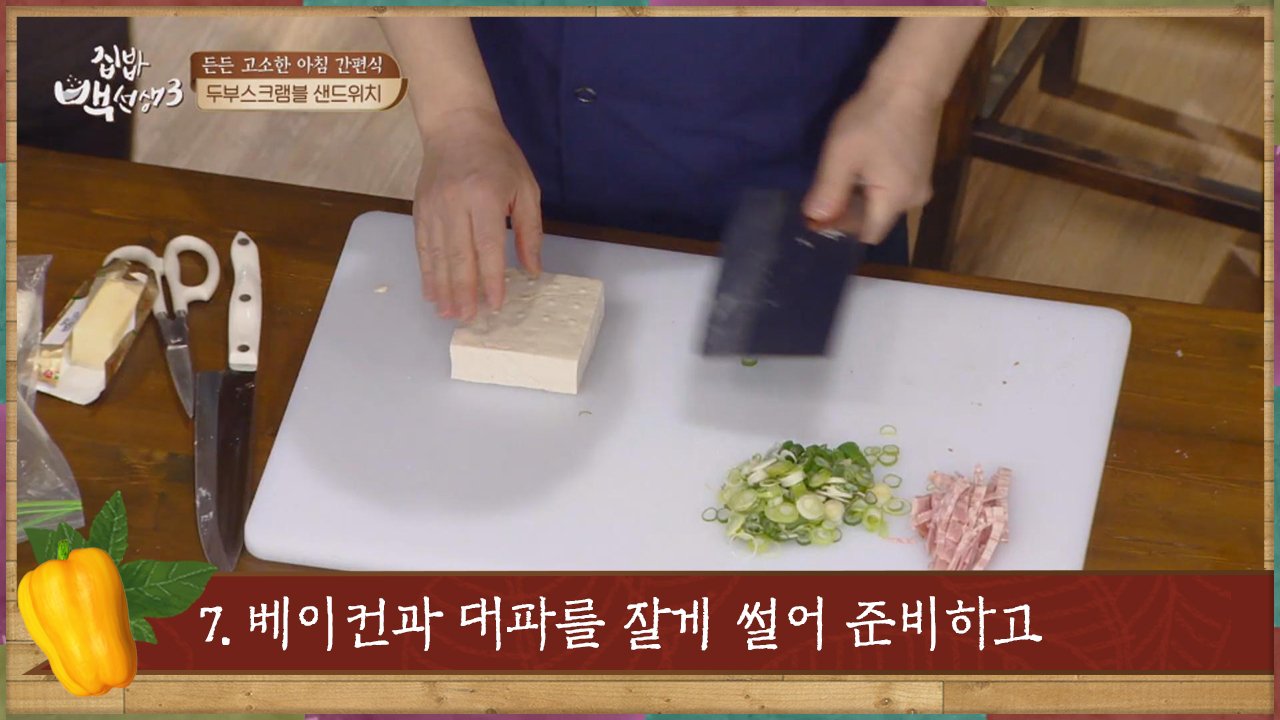 집밥
백선생3
든든 고소한 아침 간편식
두부스크램블 샌드위치
7. 베이컨과 대파를 잘게 썰어 준비하고